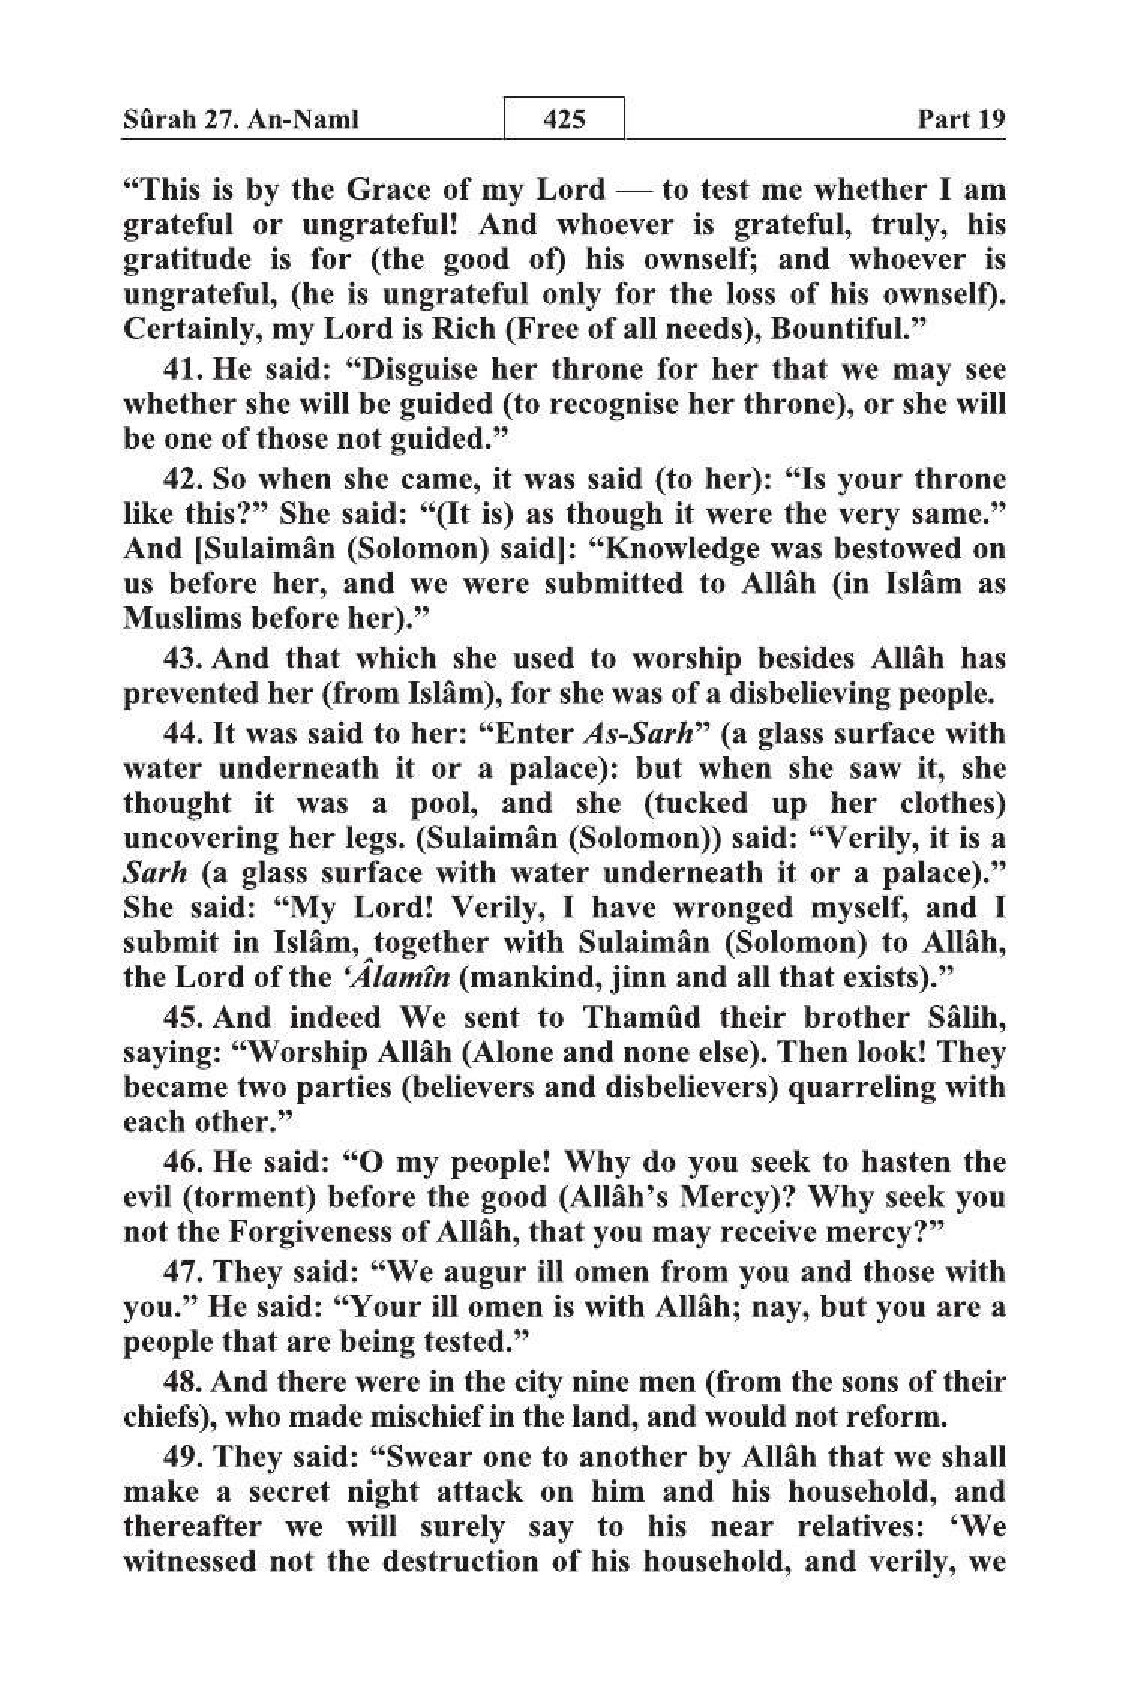 Sûrah 27. An-Naml 425 Part 19
“This is by the Grace of my Lord — to test me whether I am
grateful or ungrateful! And whoever is grateful, truly, his
gratitude is for (the good of) his ownself; and whoever is
ungrateful, (he is ungrateful only for the loss of his ownself).
Certainly, my Lord is Rich (Free of all needs), Bountiful.”
41. He said: “Disguise her throne for her that we may see
whether she will be guided (to recognise her throne), or she will
be one of those not guided.”
42. So when she came, it was said (to her): “Is your throne
like this?” She said: “(It is) as though it were the very same.”
And [Sulaimân (Solomon) said]: “Knowledge was bestowed on
us before her, and we were submitted to Allâh (in Islâm as
Muslims before her).”
43. And that which she used to worship besides Allâh has
prevented her (from Islâm), for she was of a disbelieving people.
44. It was said to her: “Enter As-Sarh” (a glass surface with
water underneath it or a palace): but when she saw it, she
thought it was a pool, and she (tucked up her clothes)
uncovering her legs. (Sulaimân (Solomon)) said: “Verily, it is a
Sarh (a glass surface with water underneath it or a palace).”
She said: “My Lord! Verily, I have wronged myself, and I
submit in Islâm, together with Sulaimân (Solomon) to Allâh,
the Lord of the ‘Âlamîn (mankind, jinn and all that exists).”
45. And indeed We sent to Thamûd their brother Sâlih,
saying: “Worship Allâh (Alone and none else). Then look! They
became two parties (believers and disbelievers) quarreling with
each other.”
46. He said: “O my people! Why do you seek to hasten the
evil (torment) before the good (Allâh’s Mercy)? Why seek you
not the Forgiveness of Allâh, that you may receive mercy?”
47. They said: “We augur ill omen from you and those with
you.” He said: “Your ill omen is with Allâh; nay, but you are a
people that are being tested.”
48. And there were in the city nine men (from the sons of their
chiefs), who made mischief in the land, and would not reform.
49. They said: “Swear one to another by Allâh that we shall
make a secret night attack on him and his household, and
thereafter we will surely say to his near relatives: ‘We
witnessed not the destruction of his household, and verily, we